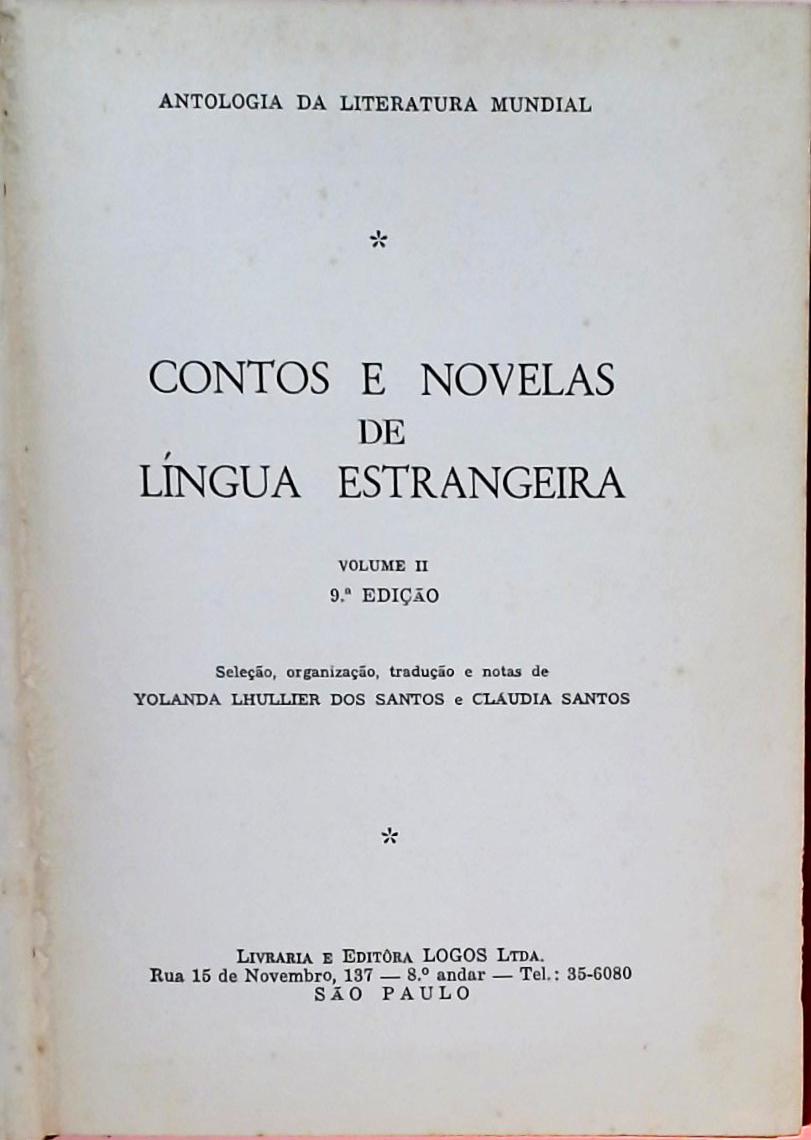 ANTOLOGIA DA LITERATURA MUNDIAL
*
CONTOS E NOVELAS
DE
LÍNGUA ESTRANGEIRA
VOLUME II
9.ª EDIÇÃO
Seleção, organização, tradução e notas de
YOLANDA LHULLIER DOS SANTOS e CLÁUDIA SANTOS
*
LIVRARIA E EDITÔRA LOGOS LTDA.
Rua 15 de Novembro, 137 — 8.º andar — Tel.: 35-6080
SÃO PAULO